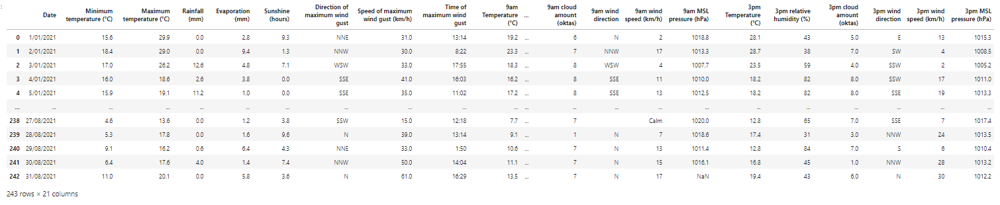 :
Date Minimum temperature (°C) Maximum temperature (°C) Rainfall (mm) Evaporation (mm) Sunshine (hours) Direction of maximum wind gust Speed of maximum wind gust (km/h) Time of maximum wind gust 9am Temperature (°C) ... 9am cloud amount (oktas) 9am wind direction 9am wind speed (km/h) 9am MSL pressure (hPa) 3pm Temperature (°C) 3pm relative humidity (%) 3pm cloud amount (oktas) 3pm wind direction 3pm wind speed (km/h) 3pm MSL pressure (hPa)
0 1/01/2021 15.6 29.9 0.0 2.8 9.3 NNE 31.0 13:14 19.2 ... 6 N 2 1018.8 28.1 43 5.0 E 13 1015.3
1 2/01/2021 18.4 29.0 0.0 9.4 1.3 NNW 30.0 8:22 23.3 ... 7 NNW 17 1013.3 28.7 38 7.0 SW 4 1008.5
2 3/01/2021 17.0 26.2 12.6 4.8 7.1 WSW 33.0 17:55 18.3 ... 8 WSW 4 1007.7 23.5 59 4.0 SSW 2 1005.2
3 4/01/2021 16.0 18.6 2.6 3.8 0.0 SSE 41.0 16:03 16.2 ... 8 SSE 11 1010.0 18.2 82 8.0 SSW 17 1011.0
4 5/01/2021 15.9 19.1 11.2 1.0 0.0 SSE 35.0 11:02 17.2 ... 8 SSE 13 1012.5 18.2 82 8.0 SSE 19 1013.3
... ... ... ... ... ... ... ... ... ... ... ... ... ... ... ... ... ... ... ... ... ...
238 27/08/2021 4.6 13.6 0.0 1.2 3.8 SSW 15.0 12:18 7.7 ... 7 Calm 1020.0 12.8 65 7.0 SSE 7 1017.4
239 28/08/2021 5.3 17.8 0.0 1.6 9.6 N 39.0 13:14 9.1 ... 1 N 7 1018.6 17.4 31 3.0 NNW 24 1013.5
240 29/08/2021 9.1 16.2 0.6 6.4 4.3 NNE 33.0 1:50 10.6 ... 7 N 13 1011.4 12.8 84 7.0 S 6 1010.4
241 30/08/2021 6.4 17.6 4.0 1.4 7.4 NNW 50.0 14:04 11.1 ... 7 N 15 1016.1 16.8 45 1.0 NNW 28 1013.2
242 31/08/2021 11.0 20.1 0.0 5.8 3.6 N 61.0 16:29 13.5 ... 7 N 17 NaN 19.4 43 6.0 N 30 1012.2
243 rows × 21 columns